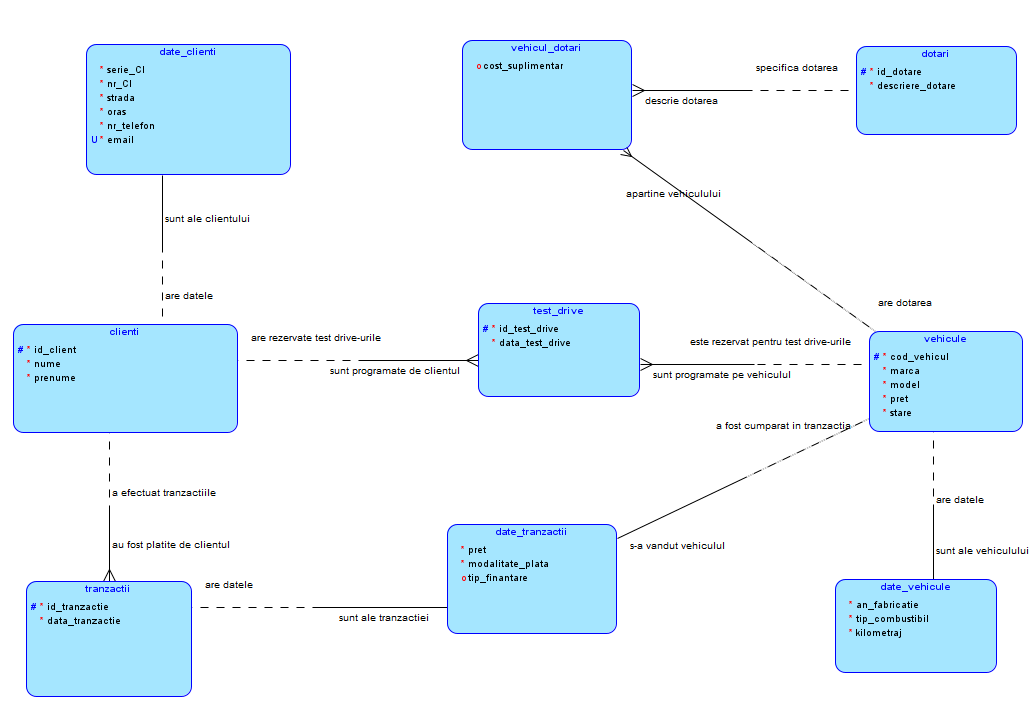 date_clienti
* serie_CI
* nr_CI
* strada
* oras
* nr_telefon
U * email
vehicul_dotari
o cost_suplimentar
dotari
# * id_dotare
* descriere_dotare
specifica dotarea
descrie dotarea
apartine vehiculului
are dotarea
sunt ale clientului
are datele
clienti
# * id_client
* nume
* prenume
are rezervate test drive-urile
sunt programate de clientul
test_drive
# * id_test_drive
* data_test_drive
este rezervat pentru test drive-urile
sunt programate pe vehiculul
vehicule
# * cod_vehicul
* marca
* model
* pret
* stare
a fost cumparat in tranzactia
s-a vandut vehiculul
a efectuat tranzactiile
au fost platite de clientul
are datele
sunt ale vehiculului
date_tranzactii
* pret
* modalitate_plata
o tip_finantare
tranzactii
# * id_tranzactie
* data_tranzactie
are datele
sunt ale tranzactiei
date_vehicule
* an_fabricatie
* tip_combustibil
* kilometraj